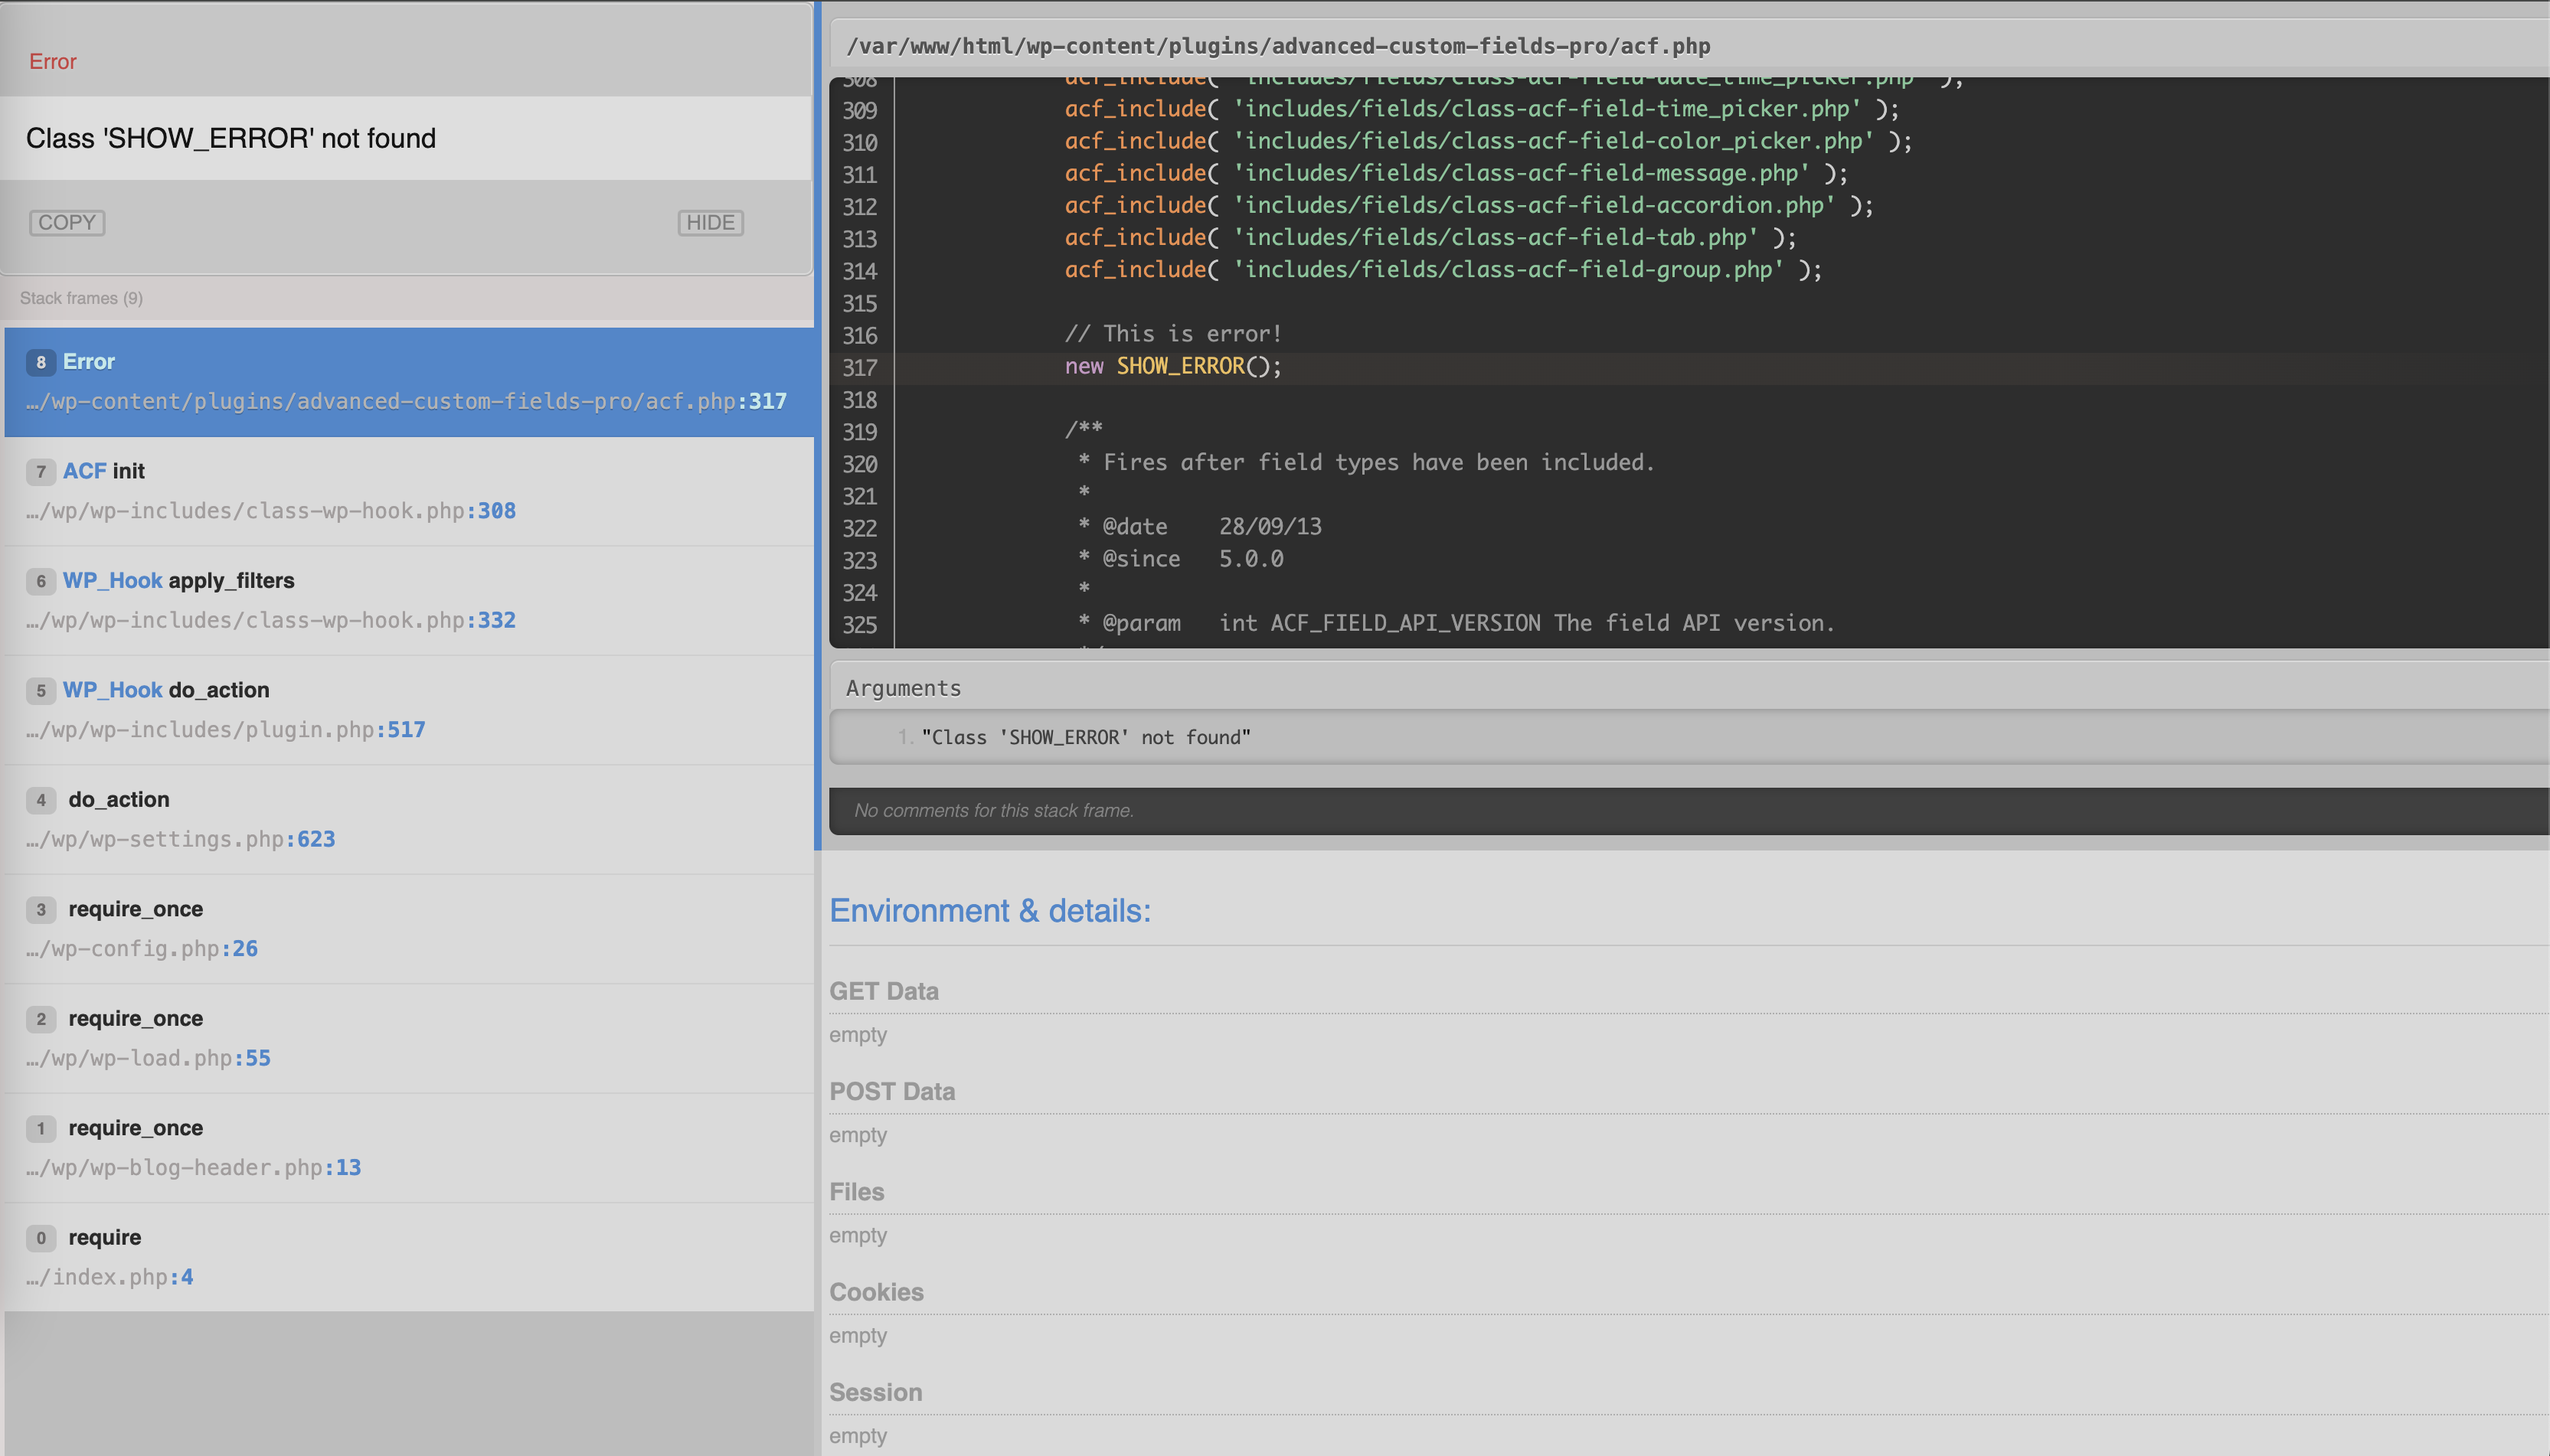 Error
Class 'SHOW_ERROR' not found
COPY
HIDE
Stack frames (9)
8 Error
…/wp-content/plugins/advanced-custom-fields-pro/acf.php:317
7 ACF init
…/wp/wp-includes/class-wp-hook.php:308
6 WP_Hook apply_filters
…/wp/wp-includes/class-wp-hook.php:332
5 WP_Hook do_action
…/wp/wp-includes/plugin.php:517
4 do_action
…/wp/wp-settings.php:623
3 require_once
…/wp-config.php:26
2 require_once
…/wp/wp-load.php:55
1 require_once
…/wp/wp-blog-header.php:13
0 require
…/index.php:4
/var/www/html/wp-content/plugins/advanced-custom-fields-pro/acf.php
308 acf_include( 'includes/fields/class-acf-field-date_time_picker.php' );
309 acf_include( 'includes/fields/class-acf-field-time_picker.php' );
310 acf_include( 'includes/fields/class-acf-field-color_picker.php' );
311 acf_include( 'includes/fields/class-acf-field-message.php' );
312 acf_include( 'includes/fields/class-acf-field-accordion.php' );
313 acf_include( 'includes/fields/class-acf-field-tab.php' );
314 acf_include( 'includes/fields/class-acf-field-group.php' );
315
316 // This is error!
317 new SHOW_ERROR();
318
319 /**
320 * Fires after field types have been included.
321 *
322 * @date 28/09/13
323 * @since 5.0.0
324 *
325 * @param int ACF_FIELD_API_VERSION The field API version.
Arguments
1. "Class 'SHOW_ERROR' not found"
No comments for this stack frame.
Environment & details:
GET Data
empty
POST Data
empty
Files
empty
Cookies
empty
Session
empty